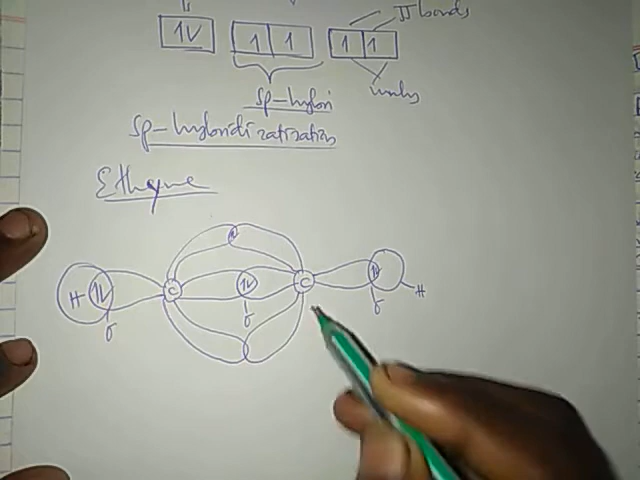 π bonds
1V 1 1 1 1
sp-hybri
sp-hybridization
Ethyne
H 1V C 1V C 1V H
σ σ σ